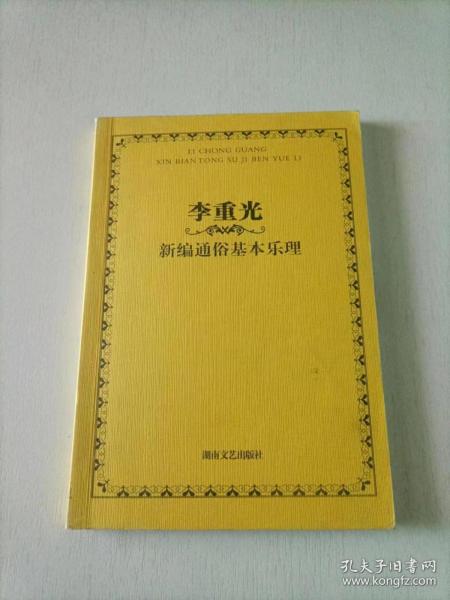 LI CHONG GUANG
XIN BIAN TONG SU JI BEN YUE LI
李重光
新编通俗基本乐理
湖南文艺出版社
孔夫子旧书网
www.kongfz.com